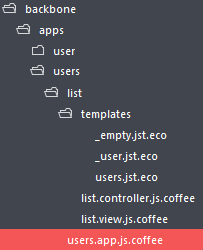 backbone
apps
user
users
list
templates
_empty.jst.eco
_user.jst.eco
users.jst.eco
list.controller.js.coffee
list.view.js.coffee
users.app.js.coffee